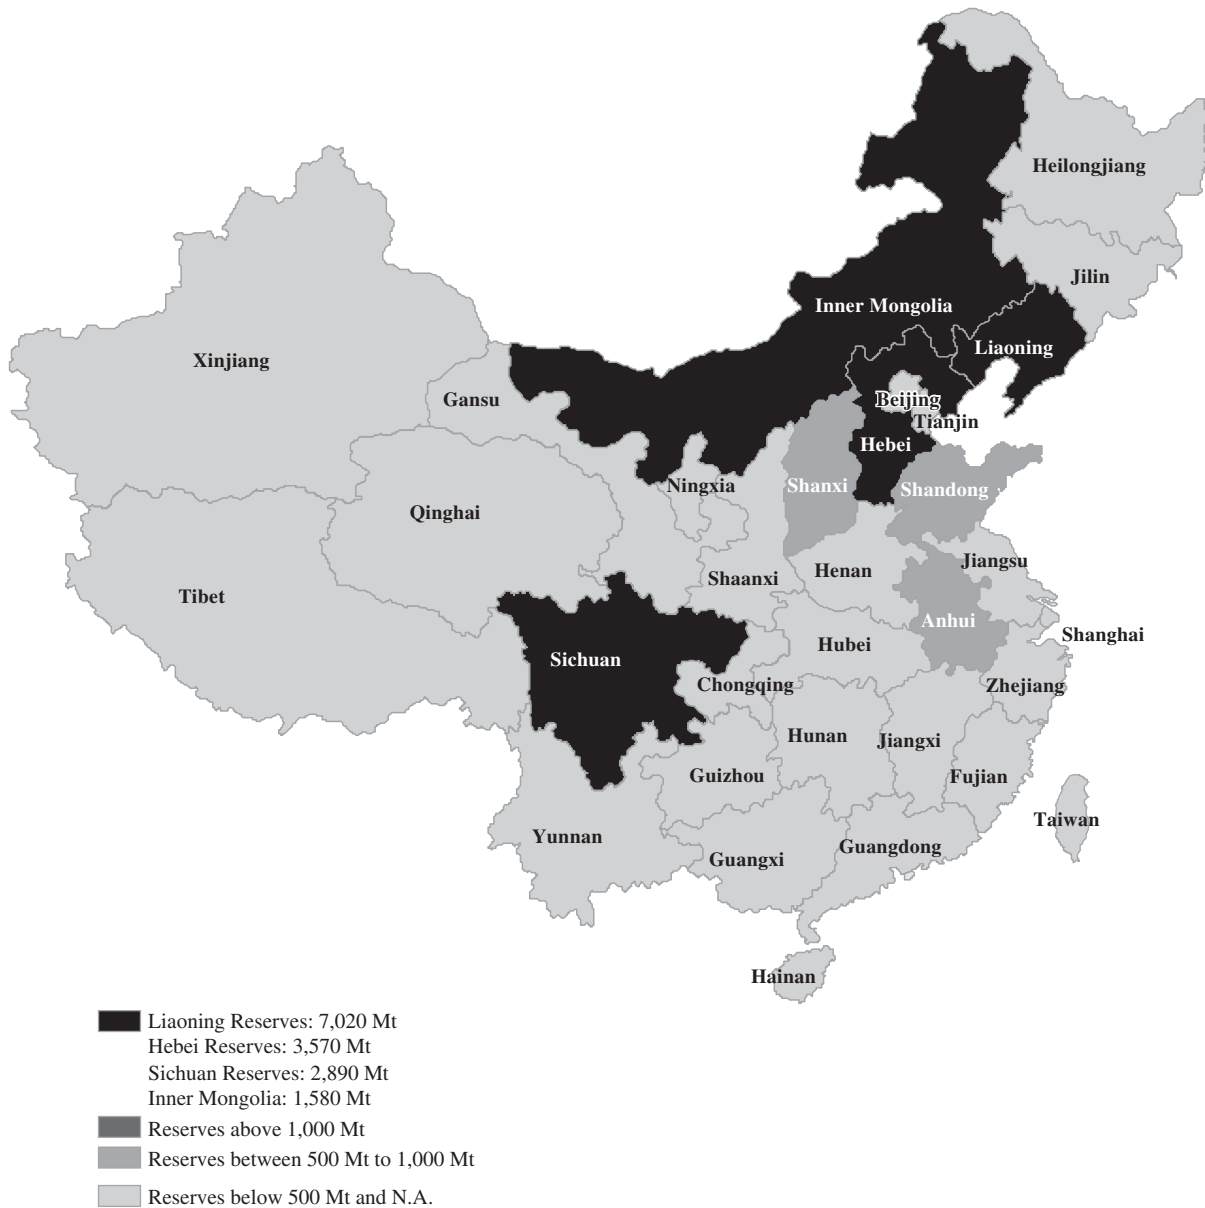 Heilongjiang
Jilin
Inner Mongolia
Liaoning
Xinjiang
Gansu
Beijing
Tianjin
Hebei
Ningxia
Shanxi
Shandong
Qinghai
Jiangsu
Shaanxi
Henan
Tibet
Anhui
Shanghai
Hubei
Sichuan
Chongqing
Zhejiang
Hunan
Jiangxi
Guizhou
Fujian
Taiwan
Yunnan
Guangxi
Guangdong
Hainan
Liaoning Reserves: 7,020 Mt
Hebei Reserves: 3,570 Mt
Sichuan Reserves: 2,890 Mt
Inner Mongolia: 1,580 Mt
Reserves above 1,000 Mt
Reserves between 500 Mt to 1,000 Mt
Reserves below 500 Mt and N.A.